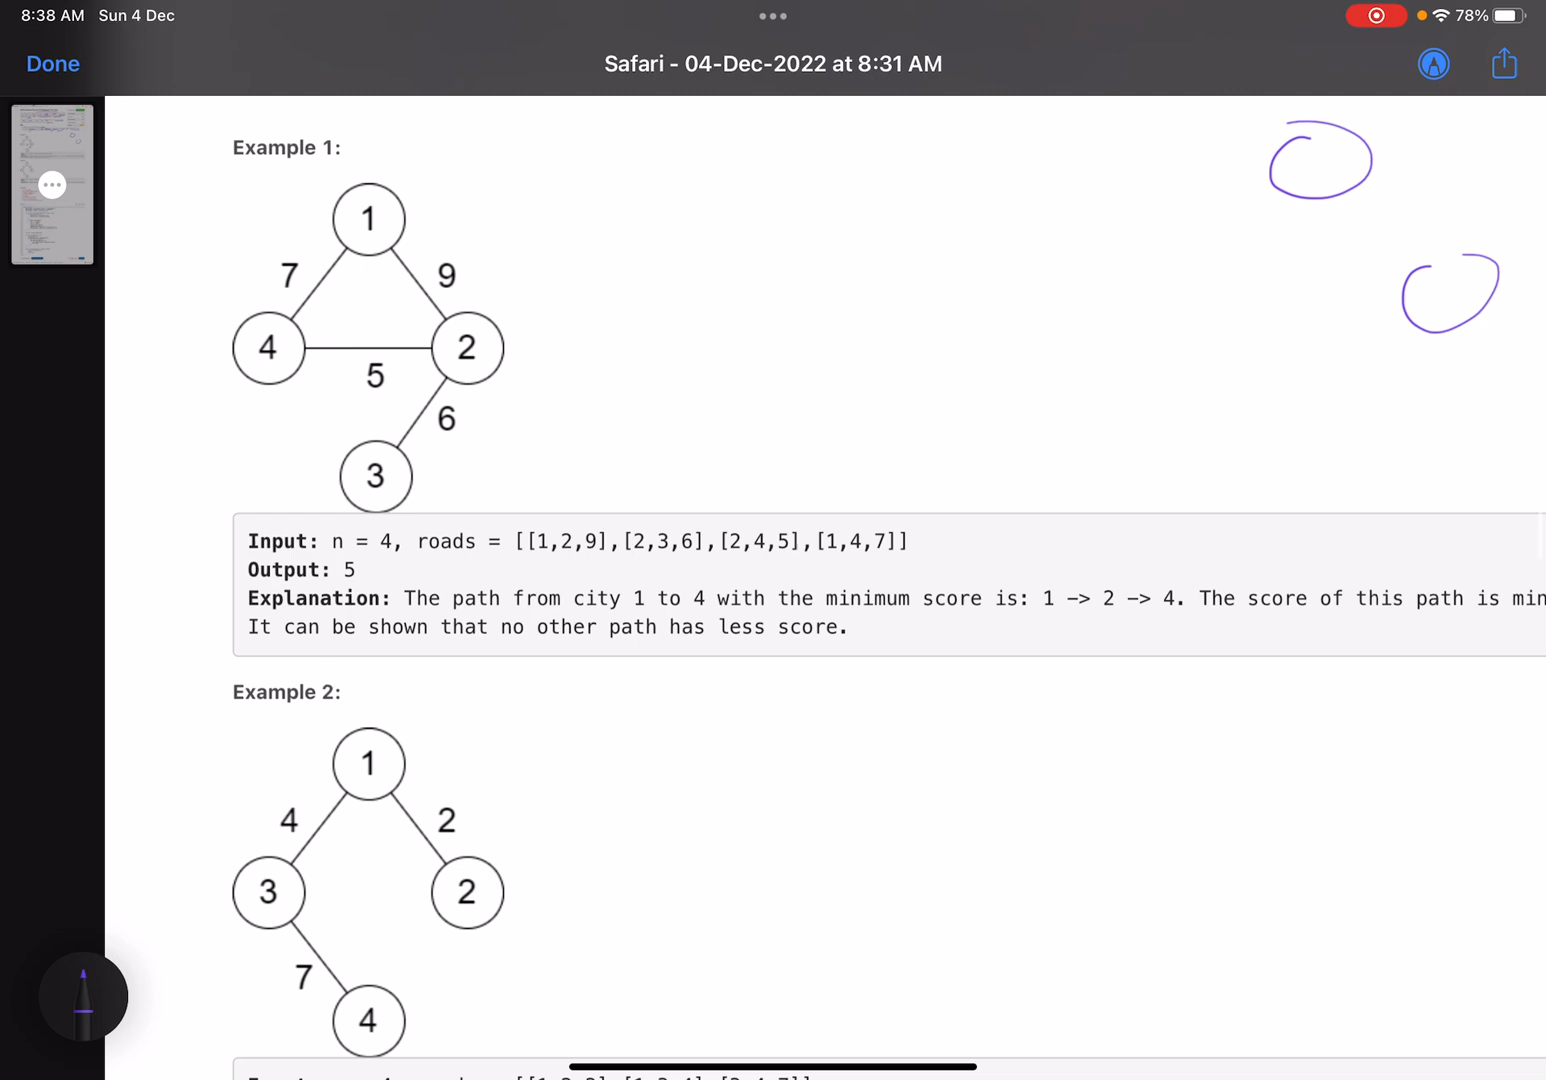 8:38 AM Sun 4 Dec
78%
Done
Safari - 04-Dec-2022 at 8:31 AM
Example 1:
1
7 9
4 2
5
6
3
Input: n = 4, roads = [[1,2,9],[2,3,6],[2,4,5],[1,4,7]]
Output: 5
Explanation: The path from city 1 to 4 with the minimum score is: 1 -> 2 -> 4. The score of this path is min
It can be shown that no other path has less score.
Example 2:
1
4 2
3 2
7
4